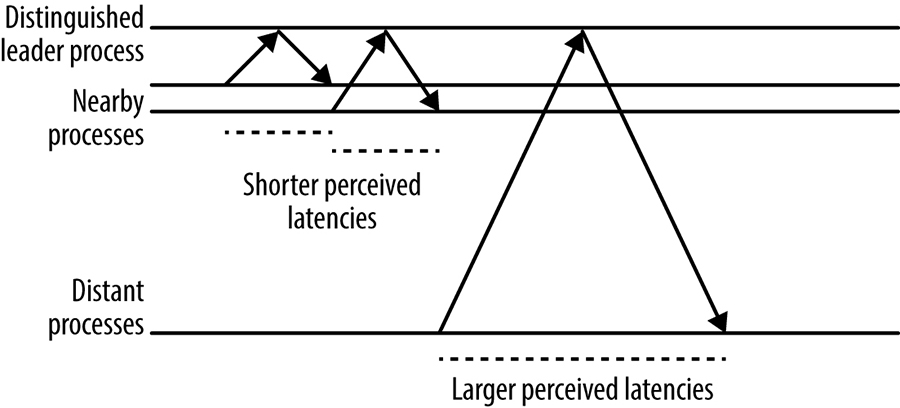 Distinguished
leader process
Nearby
processes
Shorter perceived
latencies
Distant
processes
Larger perceived latencies